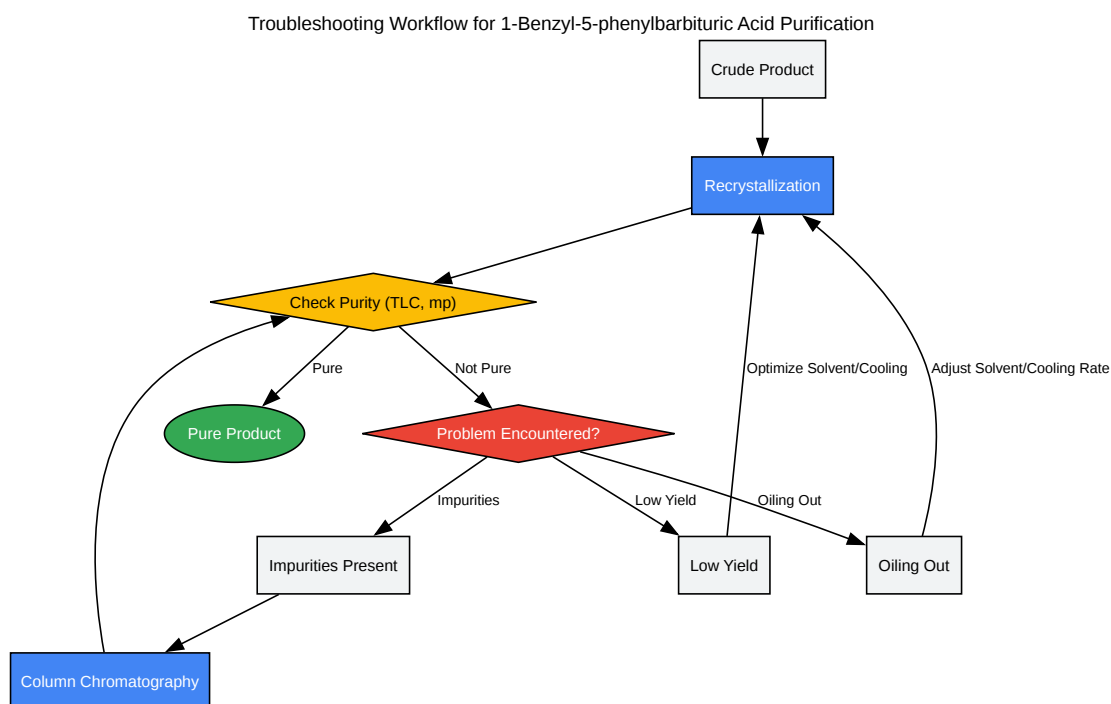 Troubleshooting Workflow for 1-Benzyl-5-phenylbarbituric Acid Purification
Crude Product
Recrystallization
Check Purity (TLC, mp)
Pure
Not Pure
Optimize Solvent/Cooling
Adjust Solvent/Cooling Rate
Pure Product
Problem Encountered?
Impurities
Low Yield
Oiling Out
Impurities Present
Low Yield
Oiling Out
Column Chromatography